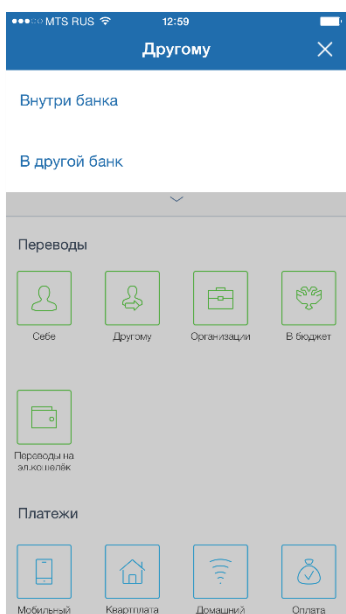 MTS RUS 12:59
Другому
Внутри банка
В другой банк
Переводы
Себе Другому Организации В бюджет
Переводы на
эл.кошелёк
Платежи
Мобильный Квартплата Домашний Оплата